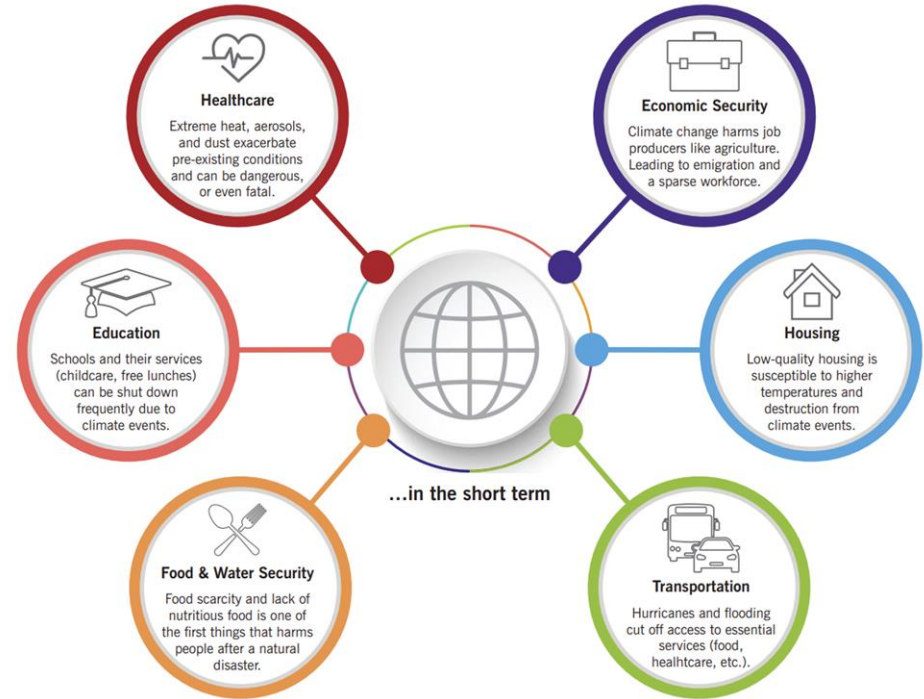 Healthcare
Extreme heat, aerosols,
and dust exacerbate
pre-existing conditions
and can be dangerous,
or even fatal.
Economic Security
Climate change harms job
producers like agriculture.
Leading to emigration and
a sparse workforce.
Education
Schools and their services
(childcare, free lunches)
can be shut down
frequently due to
climate events.
Housing
Low-quality housing is
susceptible to higher
temperatures and
destruction from
climate events.
...in the short term
Food & Water Security
Food scarcity and lack of
nutritious food is one of
the first things that harms
people after a natural
disaster.
Transportation
Hurricanes and flooding
cut off access to essential
services (food,
healhtcare, etc.).